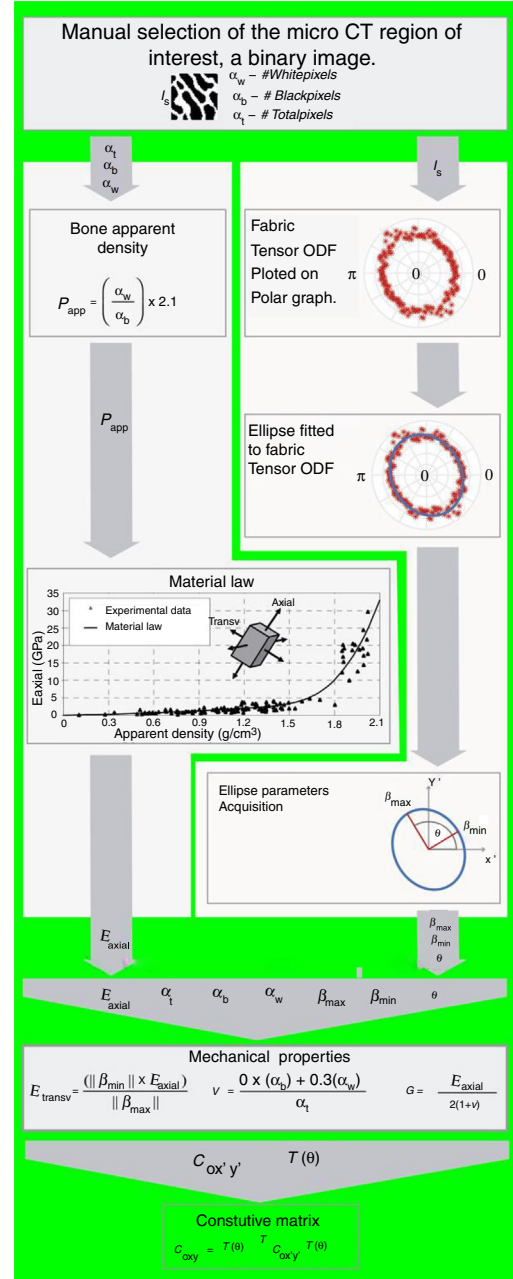 Manual selection of the micro CT region of
interest, a binary image.
I_s
α_w – #Whitepixels
α_b – # Blackpixels
α_t – # Totalpixels
α_t
α_b
α_w
I_s
Bone apparent
density
P_app = (α_w / α_b) x 2.1
Fabric
Tensor ODF
Ploted on
Polar graph.
π 0 0
P_app
Ellipse fitted
to fabric
Tensor ODF
π 0 0
Material law
Eaxial (GPa)
35
30
25
20
15
10
5
0
Experimental data
Material law
Transv
Axial
0 0.3 0.6 0.9 1.2 1.5 1.8 2.1
Apparent density (g/cm³)
Ellipse parameters
Acquisition
Y '
β_max
β_min
θ
x '
E_axial
β_max
β_min
θ
E_axial α_t α_b α_w β_max β_min θ
Mechanical properties
E_transv = (|| β_min || x E_axial) / || β_max ||
V = 0 x (α_b) + 0.3(α_w) / α_t
G = E_axial / 2(1+v)
C_ox' y' T (θ)
Constutive matrix
C_oxy = T (θ) ^T C_ox'y' T (θ)